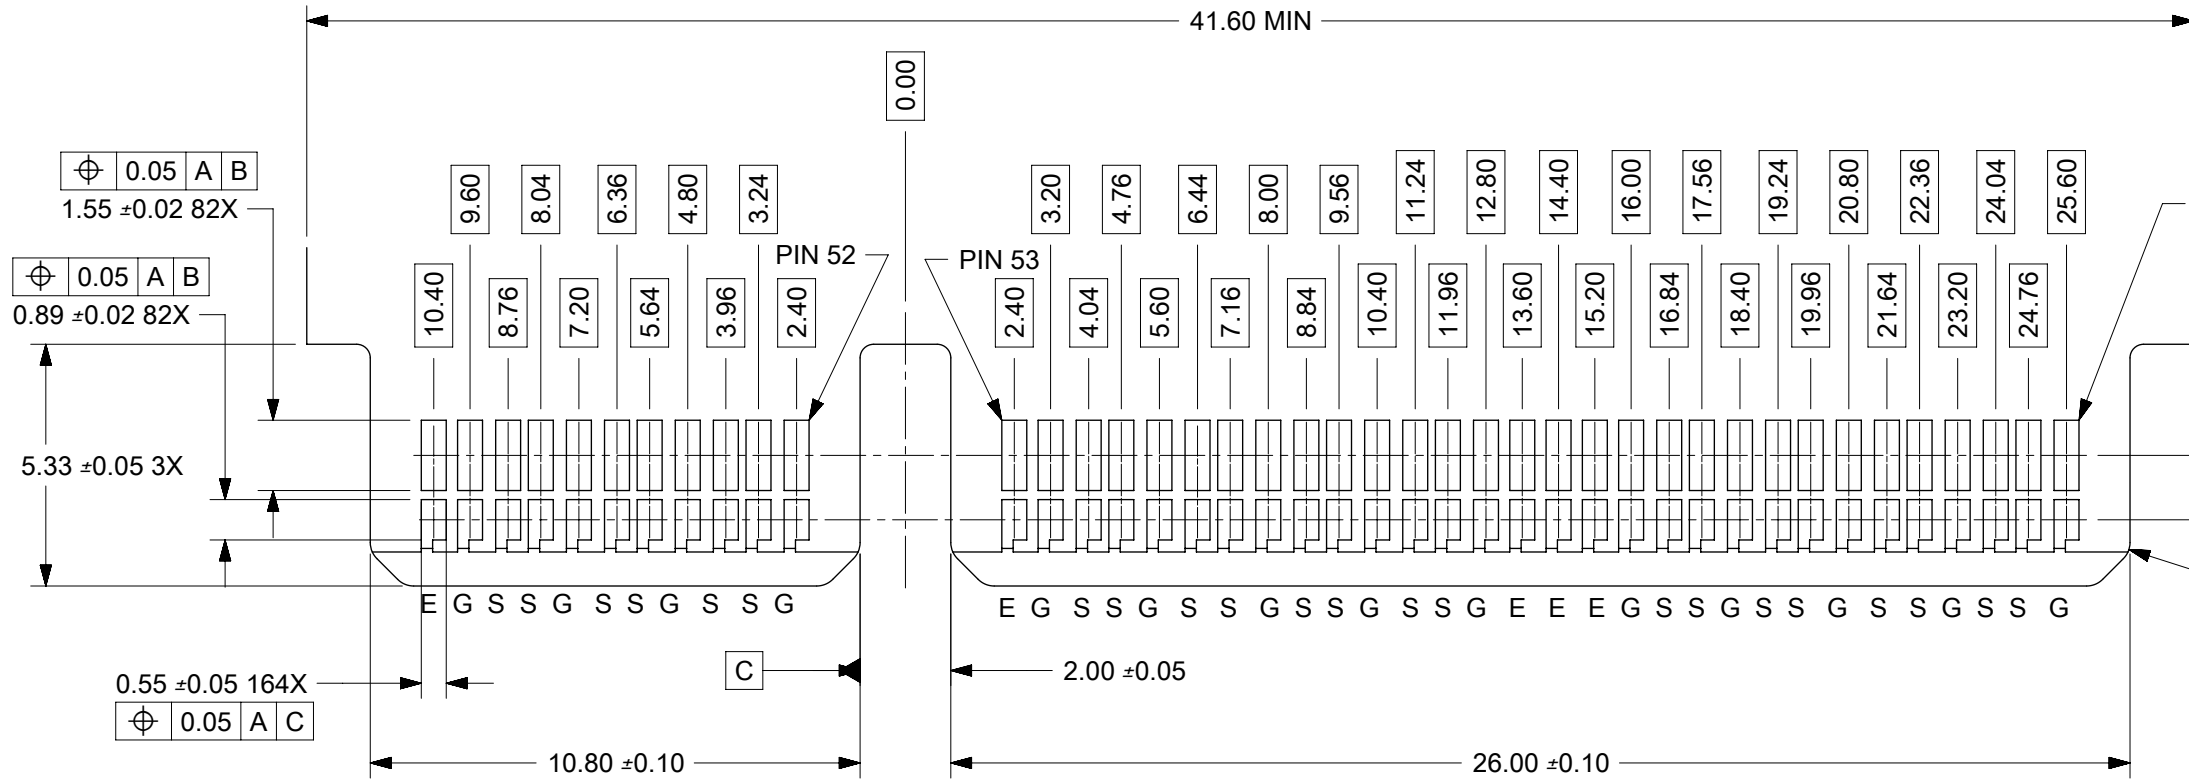 41.60 MIN
0.00
⌖ 0.05 A B
1.55 ±0.02 82X
9.60 8.04 6.36 4.80 3.24
3.20 4.76 6.44 8.00 9.56 11.24 12.80 14.40 16.00 17.56 19.24 20.80 22.36 24.04 25.60
PIN 52
PIN 53
⌖ 0.05 A B
0.89 ±0.02 82X
10.40 8.76 7.20 5.64 3.96 2.40
2.40 4.04 5.60 7.16 8.84 10.40 11.96 13.60 15.20 16.84 18.40 19.96 21.64 23.20 24.76
5.33 ±0.05 3X
E G S S G S S G S S G
E G S S G S S G S S G S S G E E E G S S G S S G S S G S S G
C
2.00 ±0.05
0.55 ±0.05 164X
⌖ 0.05 A C
10.80 ±0.10
26.00 ±0.10